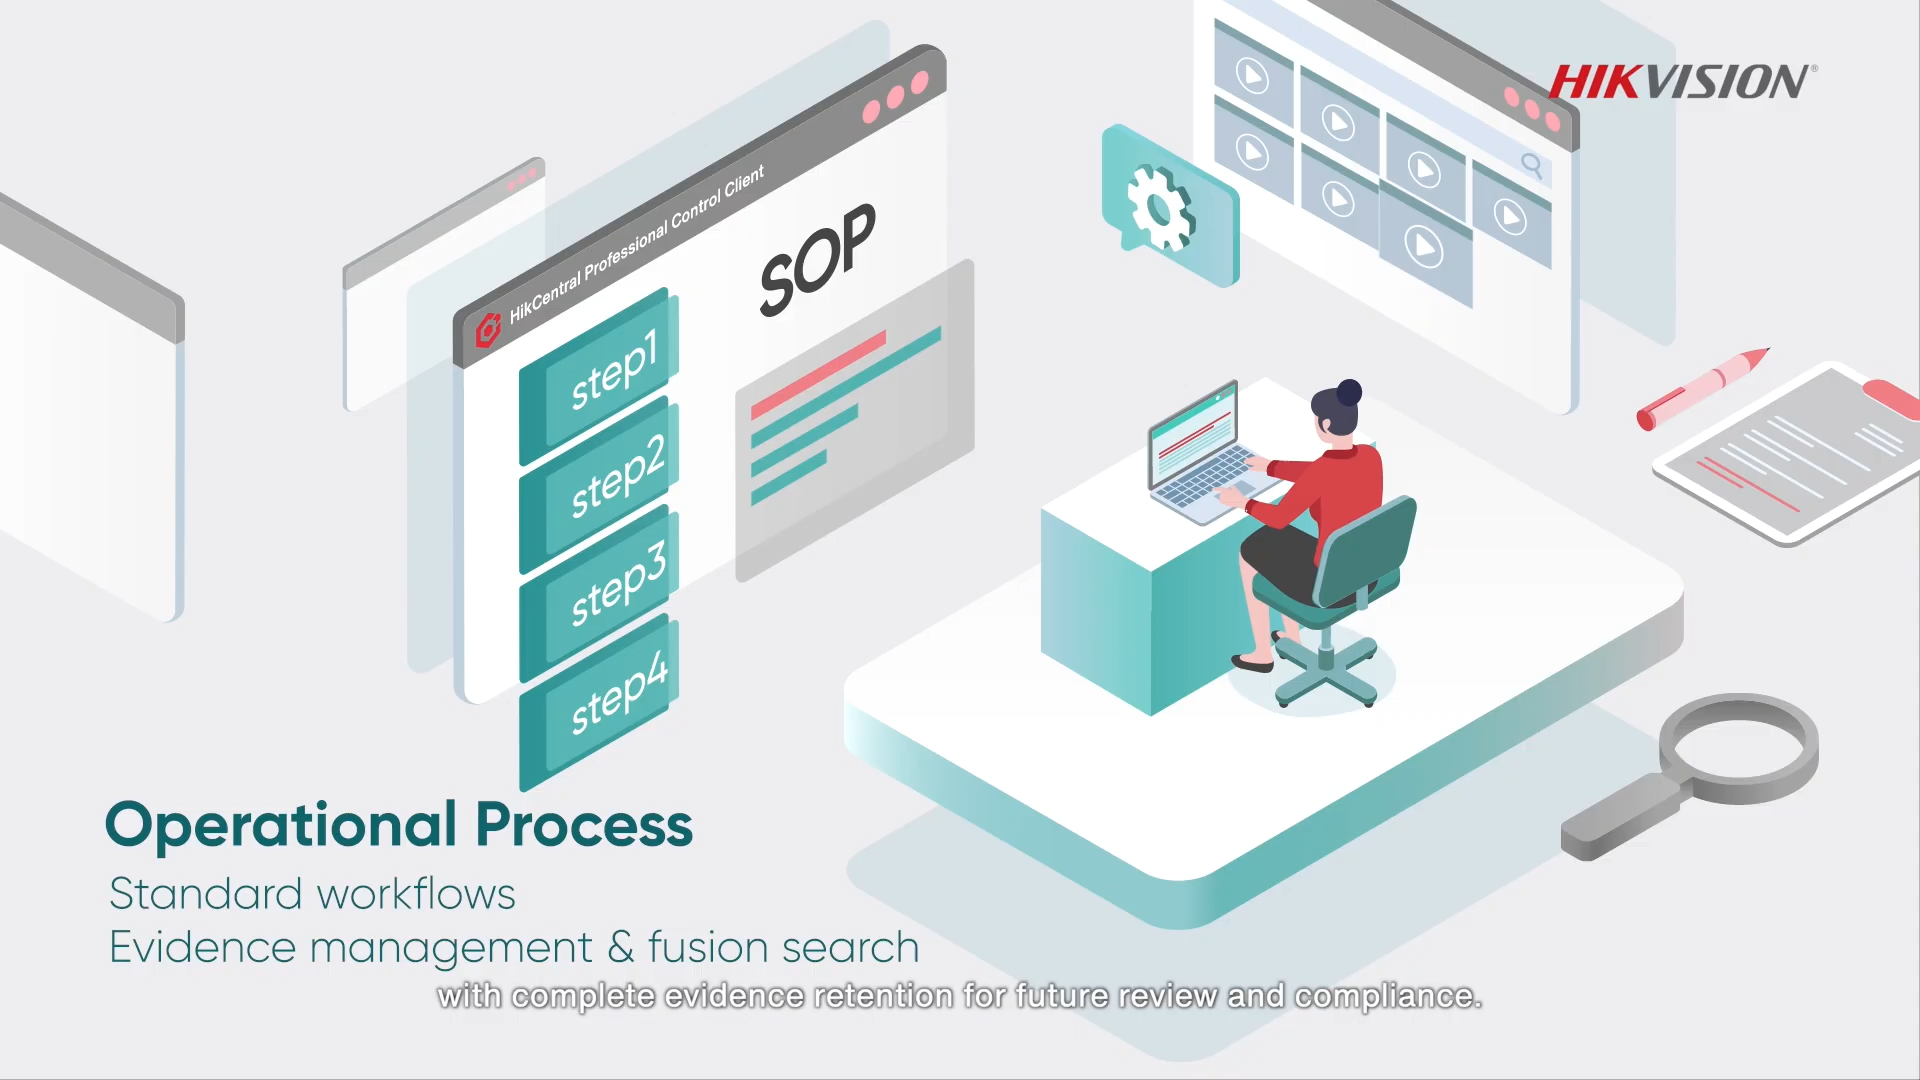 HIKVISION®
HikCentral Professional Control Client
SOP
step1
step2
step3
step4
Operational Process
Standard workflows
Evidence management & fusion search
with complete evidence retention for future review and compliance.